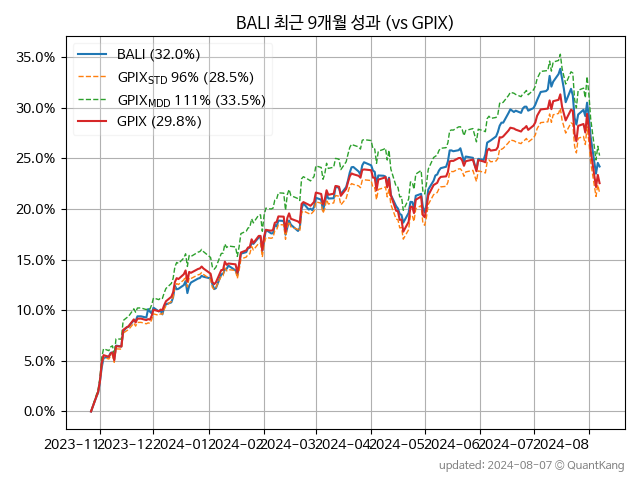 BALI 최근 9개월 성과 (vs GPIX)
BALI (32.0%)
GPIXSTD 96% (28.5%)
GPIXMDD 111% (33.5%)
GPIX (29.8%)
35.0%
30.0%
25.0%
20.0%
15.0%
10.0%
5.0%
0.0%
2023-11 2023-12 2024-01 2024-02 2024-03 2024-04 2024-05 2024-06 2024-07 2024-08
updated: 2024-08-07 © QuantKang